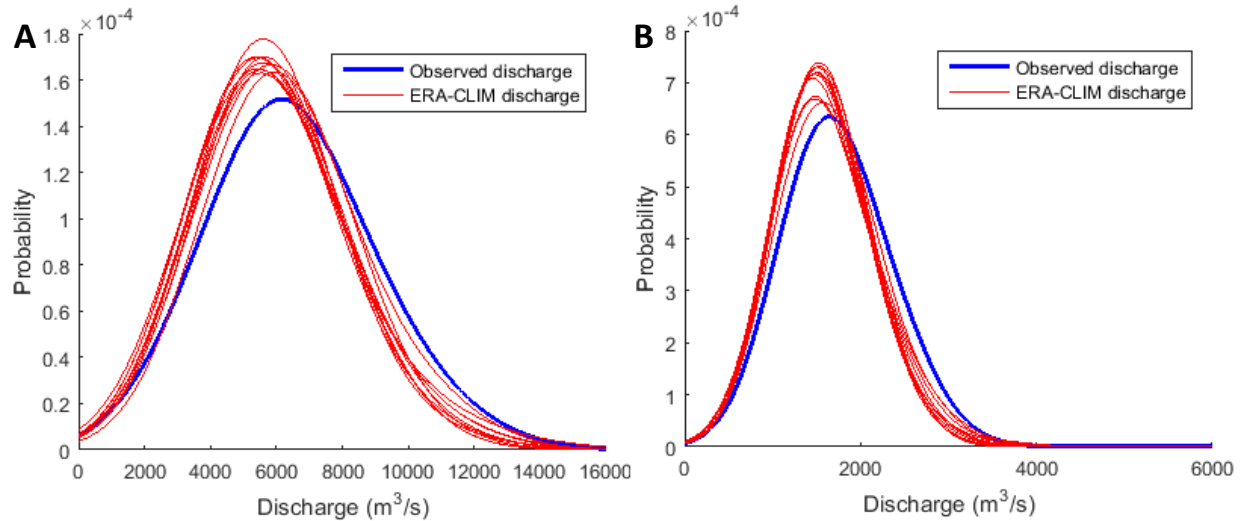 A
×10⁻⁴
1.8
1.6
1.4
1.2
1
0.8
0.6
0.4
0.2
0
Probability
Observed discharge
ERA-CLIM discharge
0 2000 4000 6000 8000 10000 12000 14000 16000
Discharge (m³/s)
B
×10⁻⁴
8
7
6
5
4
3
2
1
0
Probability
Observed discharge
ERA-CLIM discharge
0 2000 4000 6000
Discharge (m³/s)